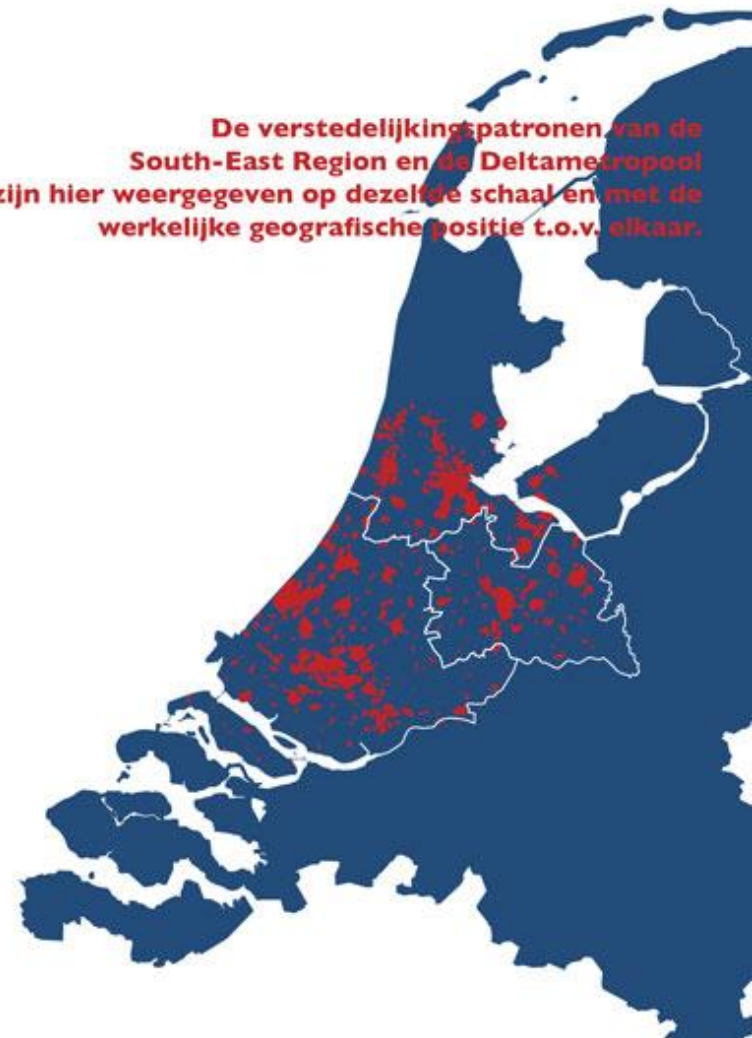 De verstedelijkingspatronen van de
South-East Region en de Deltametropool
zijn hier weergegeven op dezelfde schaal en met de
werkelijke geografische positie t.o.v. elkaar.